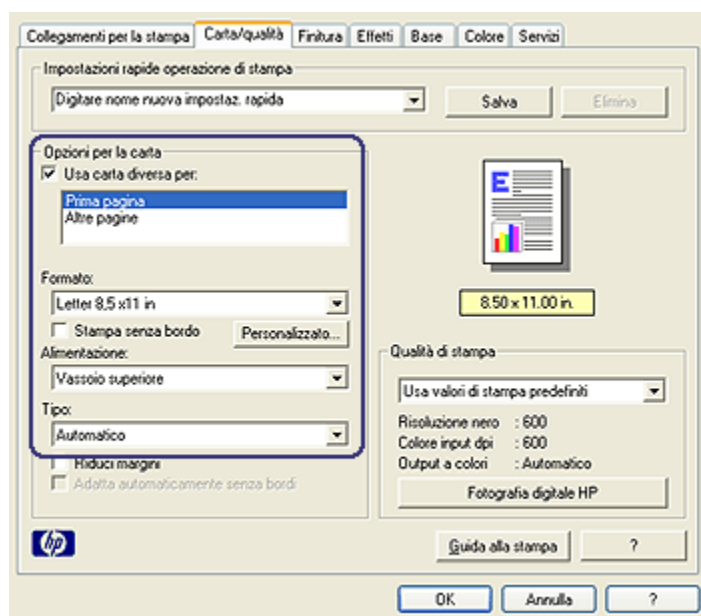 Collegamenti per la stampa Carta/qualità Finitura Effetti Base Colore Servizi
Impostazioni rapide operazione di stampa
Digitare nome nuova impostaz. rapida Salva Elimina
Opzioni per la carta
Usa carta diversa per:
Prima pagina
Altre pagine
E
Formato:
Letter 8,5 x11 in
8.50 x 11.00 in.
Stampa senza bordo Personalizzato...
Alimentazione:
Vassoio superiore
Tipo:
Automatico
Riduci margini
Adatta automaticamente senza bordi
Qualità di stampa
Usa valori di stampa predefiniti
Risoluzione nero : 600
Colore input dpi : 600
Output a colori : Automatico
Fotografia digitale HP
hp
Guida alla stampa ?
OK Annulla ?